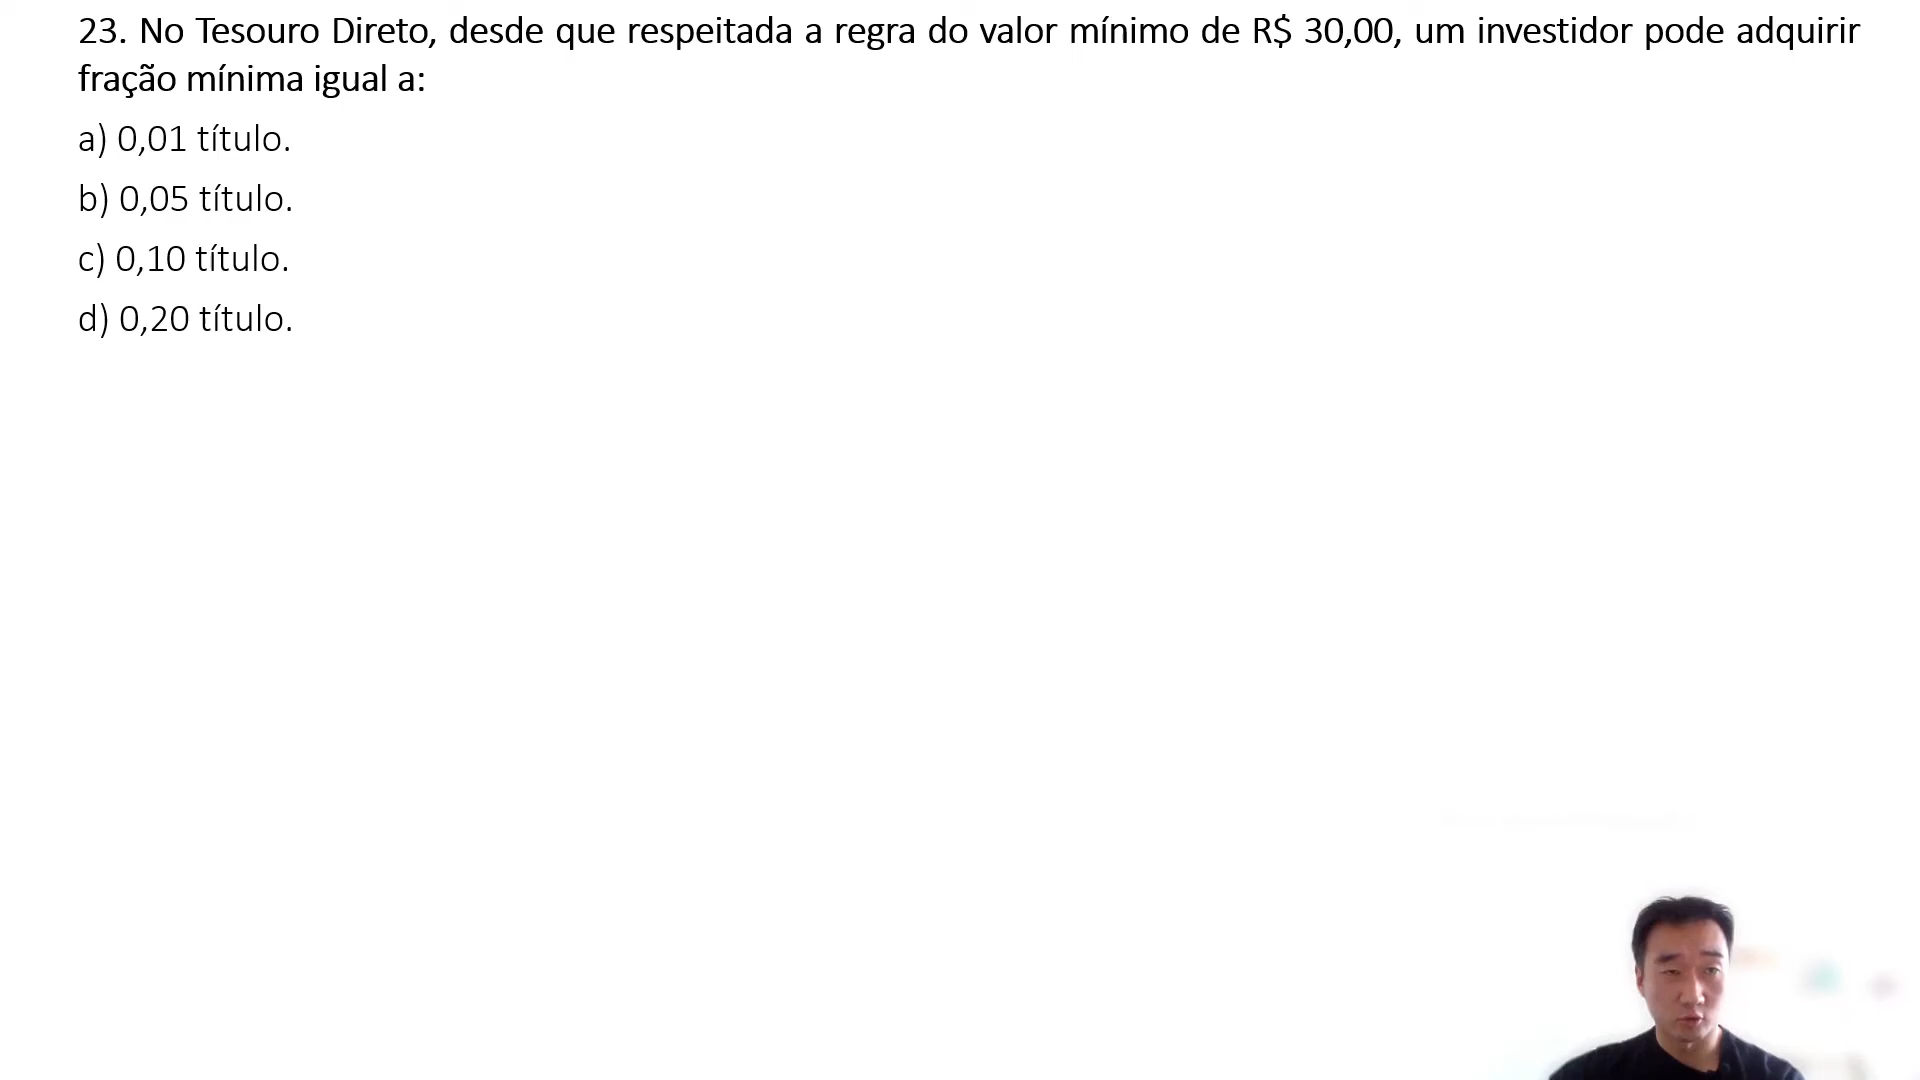 23. No Tesouro Direto, desde que respeitada a regra do valor mínimo de R$ 30,00, um investidor pode adquirir
fração mínima igual a:
a) 0,01 título.
b) 0,05 título.
c) 0,10 título.
d) 0,20 título.